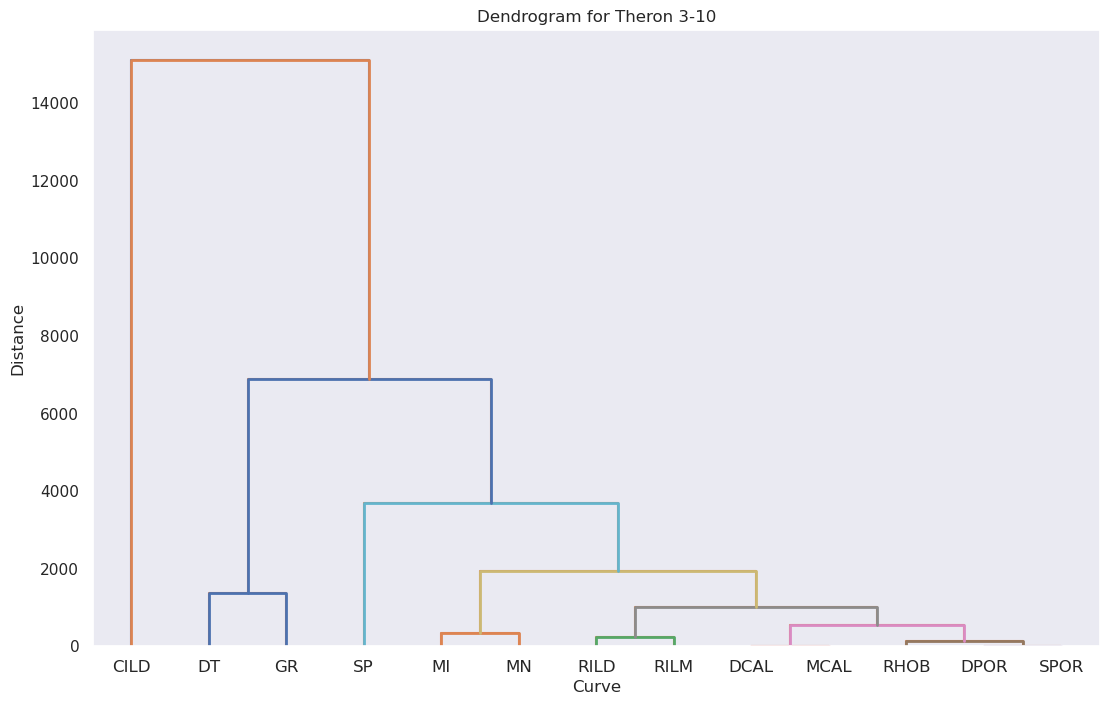 Dendrogram for Theron 3-10
14000
12000
10000
8000
6000
4000
2000
0
Distance
CILD DT GR SP MI MN RILD RILM DCAL MCAL RHOB DPOR SPOR
Curve